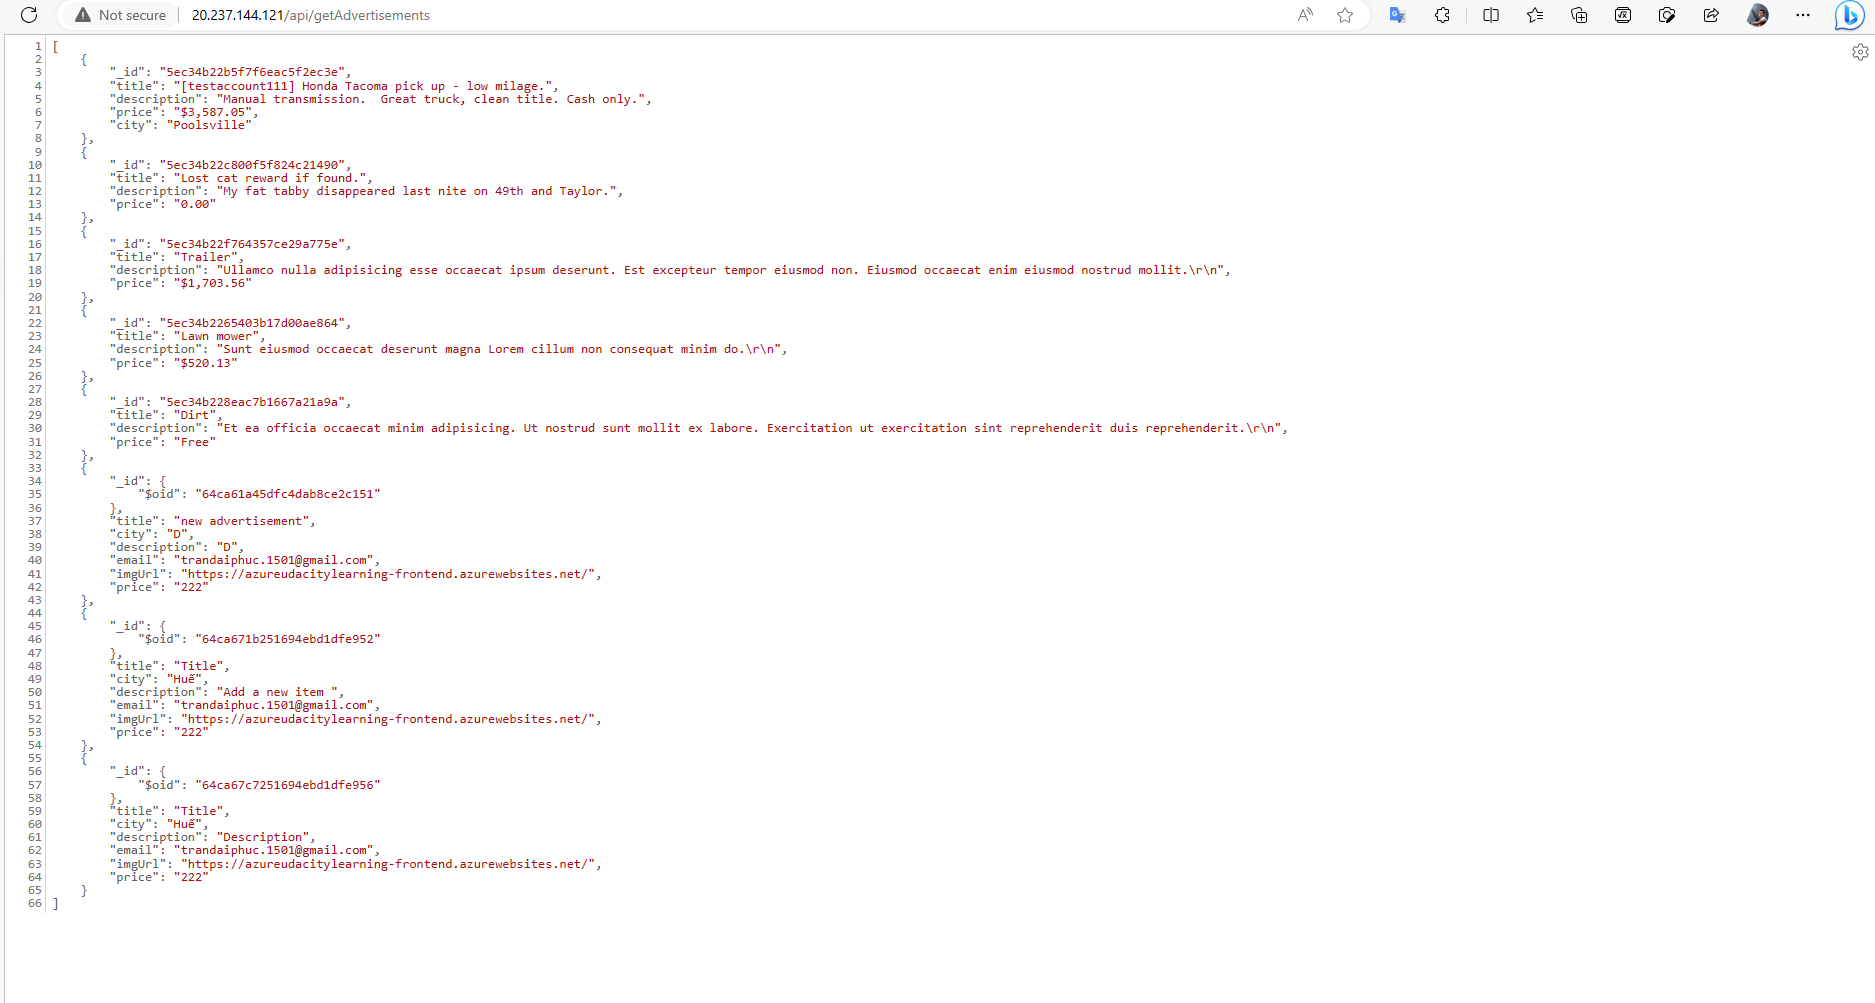 Not secure 20.237.144.121/api/getAdvertisements
1 [
2 {
3 "_id": "5ec34b22b5f7f6eac5f2ec3e",
4 "title": "[testaccount111] Honda Tacoma pick up - low milage.",
5 "description": "Manual transmission.  Great truck, clean title. Cash only.",
6 "price": "$3,587.05",
7 "city": "Poolsville"
8 },
9 {
10 "_id": "5ec34b22c800f5f824c21490",
11 "title": "Lost cat reward if found.",
12 "description": "My fat tabby disappeared last nite on 49th and Taylor.",
13 "price": "0.00"
14 },
15 {
16 "_id": "5ec34b22f764357ce29a775e",
17 "title": "Trailer",
18 "description": "Ullamco nulla adipisicing esse occaecat ipsum deserunt. Est excepteur tempor eiusmod non. Eiusmod occaecat enim eiusmod nostrud mollit.\r\n",
19 "price": "$1,703.56"
20 },
21 {
22 "_id": "5ec34b2265403b17d00ae864",
23 "title": "Lawn mower",
24 "description": "Sunt eiusmod occaecat deserunt magna Lorem cillum non consequat minim do.\r\n",
25 "price": "$520.13"
26 },
27 {
28 "_id": "5ec34b228eac7b1667a21a9a",
29 "title": "Dirt",
30 "description": "Et ea officia occaecat minim adipisicing. Ut nostrud sunt mollit ex labore. Exercitation ut exercitation sint reprehenderit duis reprehenderit.\r\n",
31 "price": "Free"
32 },
33 {
34 "_id": {
35 "$oid": "64ca61a45dfc4dab8ce2c151"
36 },
37 "title": "new advertisement",
38 "city": "D",
39 "description": "D",
40 "email": "trandaiphuc.1501@gmail.com",
41 "imgUrl": "https://azureudacitylearning-frontend.azurewebsites.net/",
42 "price": "222"
43 },
44 {
45 "_id": {
46 "$oid": "64ca671b251694ebd1dfe952"
47 },
48 "title": "Title",
49 "city": "Huế",
50 "description": "Add a new item ",
51 "email": "trandaiphuc.1501@gmail.com",
52 "imgUrl": "https://azureudacitylearning-frontend.azurewebsites.net/",
53 "price": "222"
54 },
55 {
56 "_id": {
57 "$oid": "64ca67c7251694ebd1dfe956"
58 },
59 "title": "Title",
60 "city": "Huế",
61 "description": "Description",
62 "email": "trandaiphuc.1501@gmail.com",
63 "imgUrl": "https://azureudacitylearning-frontend.azurewebsites.net/",
64 "price": "222"
65 }
66 ]